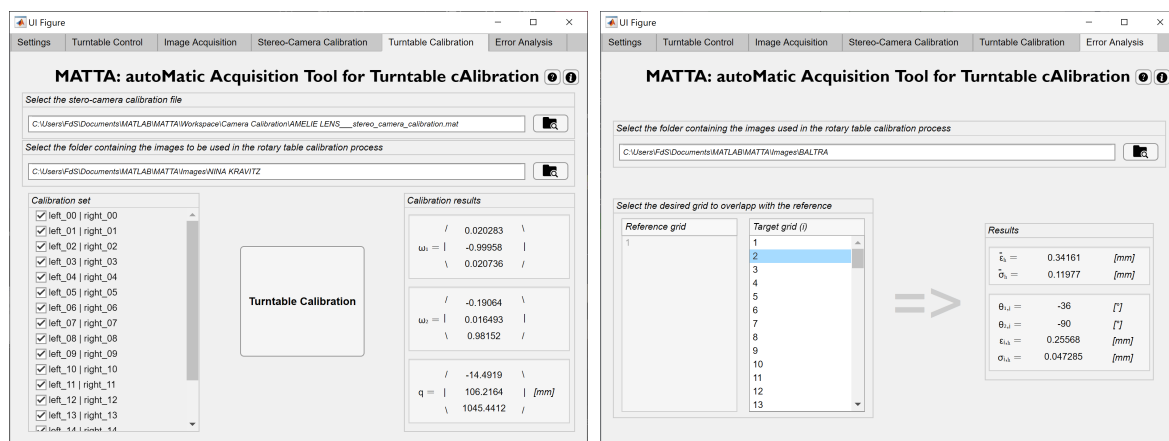 UI Figure
Settings Turntable Control Image Acquisition Stereo-Camera Calibration Turntable Calibration Error Analysis
MATTA: autoMatic Acquisition Tool for Turntable cAlibration
Select the stero-camera calibration file
C:\Users\FdS\Documents\MATLAB\MATTA\Workspace\Camera Calibration\AMELIE LENS___stereo_camera_calibration.mat
Select the folder containing the images to be used in the rotary table calibration process
C:\Users\FdS\Documents\MATLAB\MATTA\Images\NINA KRAVITZ
Calibration set
left_00 | right_00
left_01 | right_01
left_02 | right_02
left_03 | right_03
left_04 | right_04
left_05 | right_05
left_06 | right_06
left_07 | right_07
left_08 | right_08
left_09 | right_09
left_10 | right_10
left_11 | right_11
left_12 | right_12
left_13 | right_13
left_14 | right_14
Turntable Calibration
Calibration results
/ 0.020283 \
ω₁ = | -0.99958 |
\ 0.020736 /
/ -0.19064 \
ω₂ = | 0.016493 |
\ 0.98152 /
/ -14.4919 \
q = | 106.2164 | [mm]
\ 1045.4412 /
UI Figure
Settings Turntable Control Image Acquisition Stereo-Camera Calibration Turntable Calibration Error Analysis
MATTA: autoMatic Acquisition Tool for Turntable cAlibration
Select the folder containing the images used in the rotary table calibration process
C:\Users\FdS\Documents\MATLAB\MATTA\Images\BALTRA
Select the desired grid to overlapp with the reference
Reference grid
1
Target grid (i)
1
2
3
4
5
6
7
8
9
10
11
12
13
=>
Results
ε̄ₕ = 0.34161 [mm]
σ̄ₕ = 0.11977 [mm]
θ₁,ᵢ = -36 [°]
θ₂,ᵢ = -90 [°]
εᵢ,ₕ = 0.25568 [mm]
σᵢ,ₕ = 0.047285 [mm]